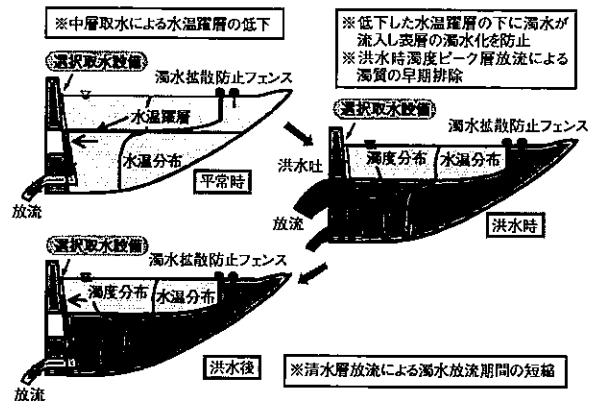 ※中層取水による水温躍層の低下
※低下した水温躍層の下に濁水が
流入し表層の濁水化を防止
※洪水時濁度ピーク層放流による
濁質の早期排除
選択取水設備
濁水拡散防止フェンス
水温躍層
水温分布
平常時
放流
選択取水設備
濁水拡散防止フェンス
濁度分布
水温分布
洪水吐
放流
洪水時
選択取水設備
濁水拡散防止フェンス
濁度分布
水温分布
洪水後
放流
※清水層放流による濁水放流期間の短縮